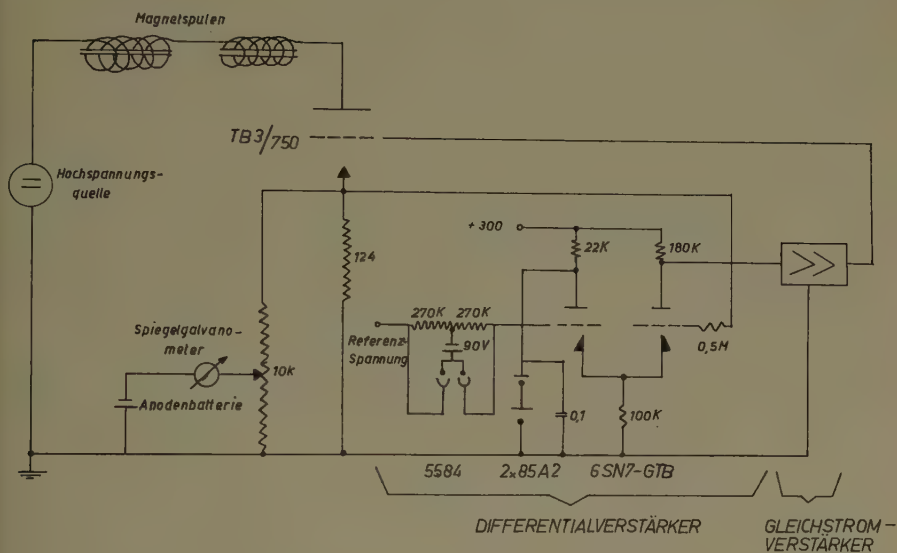 Magnetspulen
TB3/750
Hochspannungs-
quelle
+300
22K
180K
124
270K
270K
Spiegelgalvano-
meter
Referenz-
Spannung
90V
0,5M
10k
Anodenbatterie
0,1
100K
5584
2x85A2
6SN7-GTB
DIFFERENTIALVERSTÄRKER
GLEICHSTROM-
VERSTÄRKER